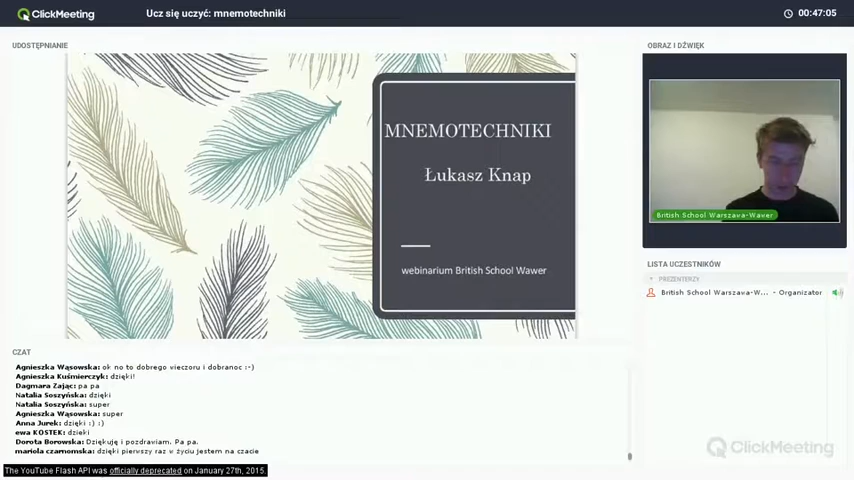 ClickMeeting
Ucz się uczyć: mnemotechniki
00:47:05
UDOSTĘPNIANIE
OBRAZ I DŹWIĘK
MNEMOTECHNIKI
Łukasz Knap
webinarium British School Wawer
British School Warszawa-Wawer
LISTA UCZESTNIKÓW
PREZENTERZY
British School Warszawa-W... - Organizator
CZAT
Agnieszka Wąsowska: ok no to dobrego vieczoru i dobranoc :-)
Agnieszka Kuśmierczyk: dzięki!
Dagmara Zając: pa pa
Natalia Soszyńska: dzięki
Natalia Soszyńska: super
Agnieszka Wąsowska: super
Anna Jurek: dzięki :) :)
ewa KOSTEK: dzieki
Dorota Borowska: Dziękuję i pozdraviam. Pa pa.
mariola czarnomska: dzięki pierwszy raz w życiu jestem na czacie
ClickMeeting
The YouTube Flash API was officially deprecated on January 27th, 2015.